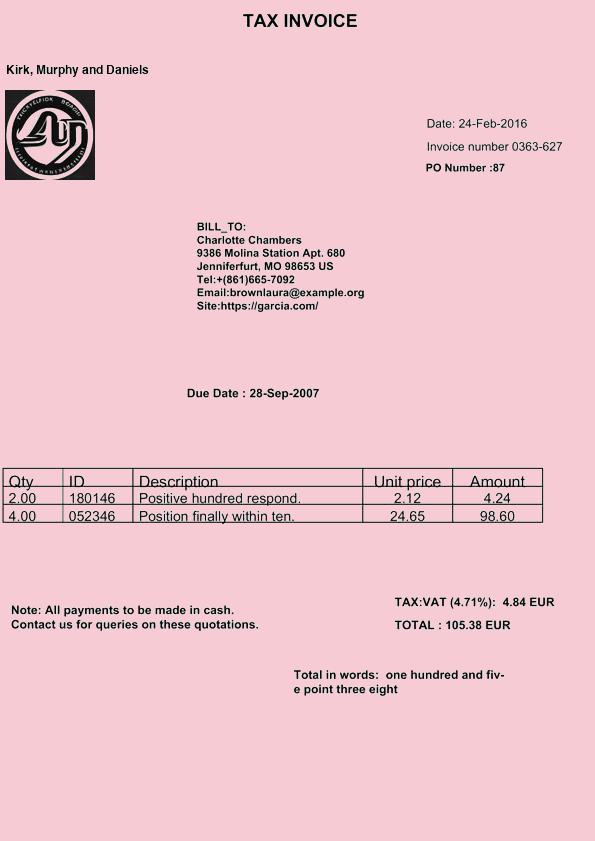 TAX INVOICE
Kirk, Murphy and Daniels
Date: 24-Feb-2016
Invoice number 0363-627
PO Number :87
BILL_TO:
Charlotte Chambers
9386 Molina Station Apt. 680
Jenniferfurt, MO 98653 US
Tel:+(861)665-7092
Email:brownlaura@example.org
Site:https://garcia.com/
Due Date : 28-Sep-2007
Qty ID Description Unit price Amount
2.00 180146 Positive hundred respond. 2.12 4.24
4.00 052346 Position finally within ten. 24.65 98.60
TAX:VAT (4.71%): 4.84 EUR
Note: All payments to be made in cash.
Contact us for queries on these quotations.
TOTAL : 105.38 EUR
Total in words: one hundred and fiv-
e point three eight